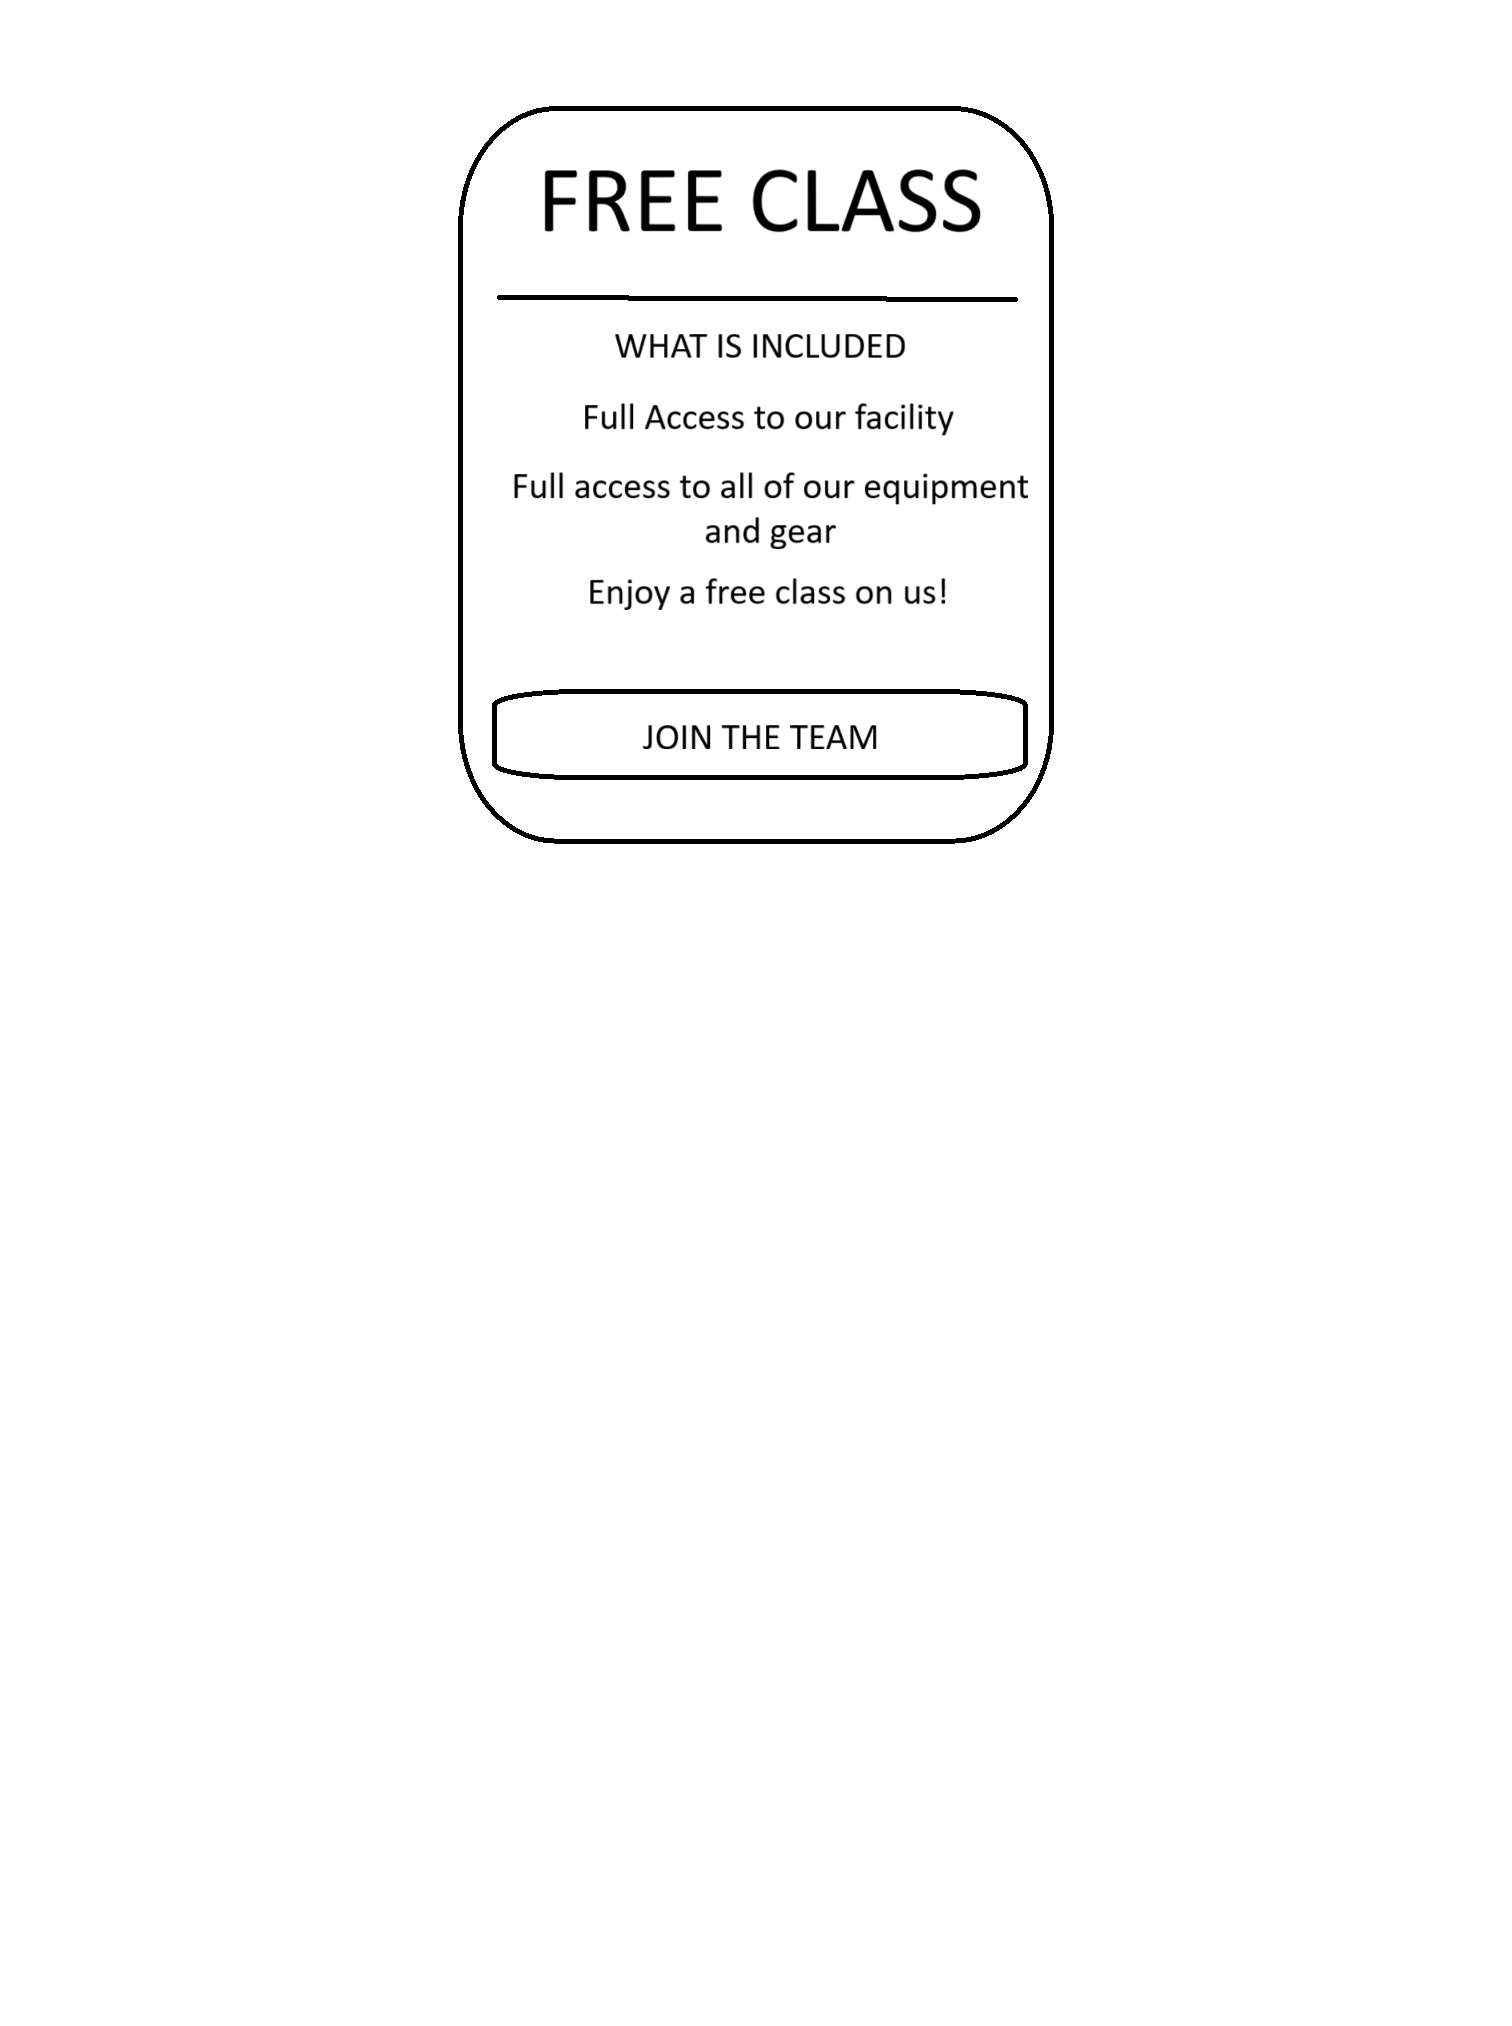 FREE CLASS
WHAT IS INCLUDED
Full Access to our facility
Full access to all of our equipment
and gear
Enjoy a free class on us!
JOIN THE TEAM